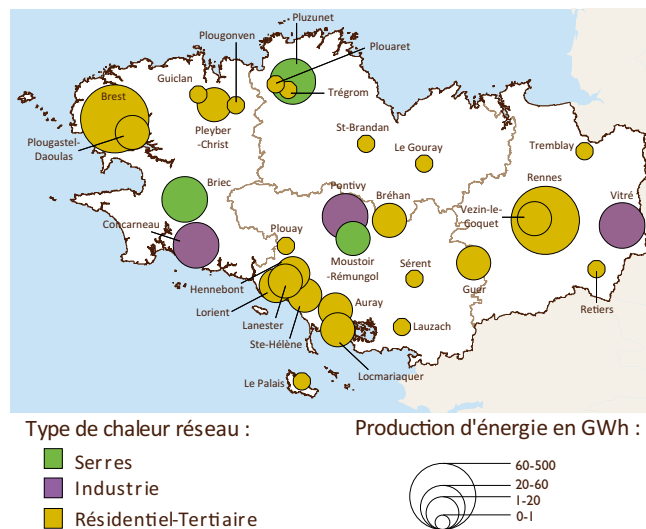 Pluzunet
Plougonven
Plouaret
Guiclan
Brest
Trégrom
Pleyber
-Christ
Plougastel-
Daoulas
St-Brandan
Le Gouray
Tremblay
Rennes
Briec
Pontivy
Bréhan
Vitré
Vezin-le-
Coquet
Concarneau
Plouay
Moustoir
-Rémungol
Sérent
Guer
Hennebont
Lorient
Auray
Retiers
Lanester
Lauzach
Ste-Hélène
Locmariaquer
Le Palais
Type de chaleur réseau :
Serres
Industrie
Résidentiel-Tertiaire
Production d'énergie en GWh :
60-500
20-60
1-20
0-1